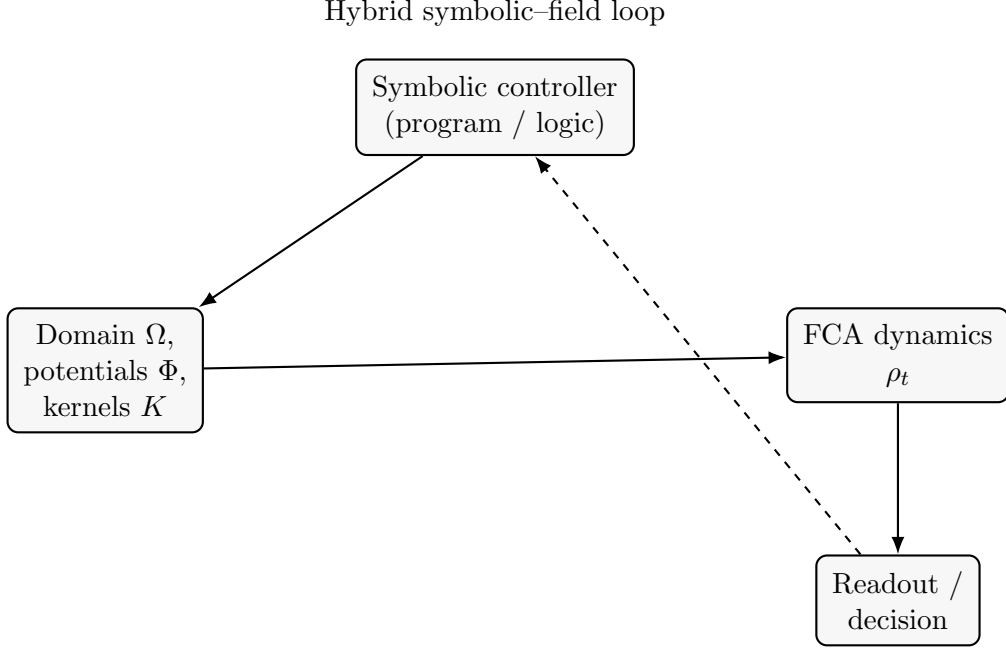 Hybrid symbolic–field loop
Symbolic controller
(program / logic)
Domain Ω,
potentials Φ,
kernels K
FCA dynamics
ρₜ
Readout /
decision